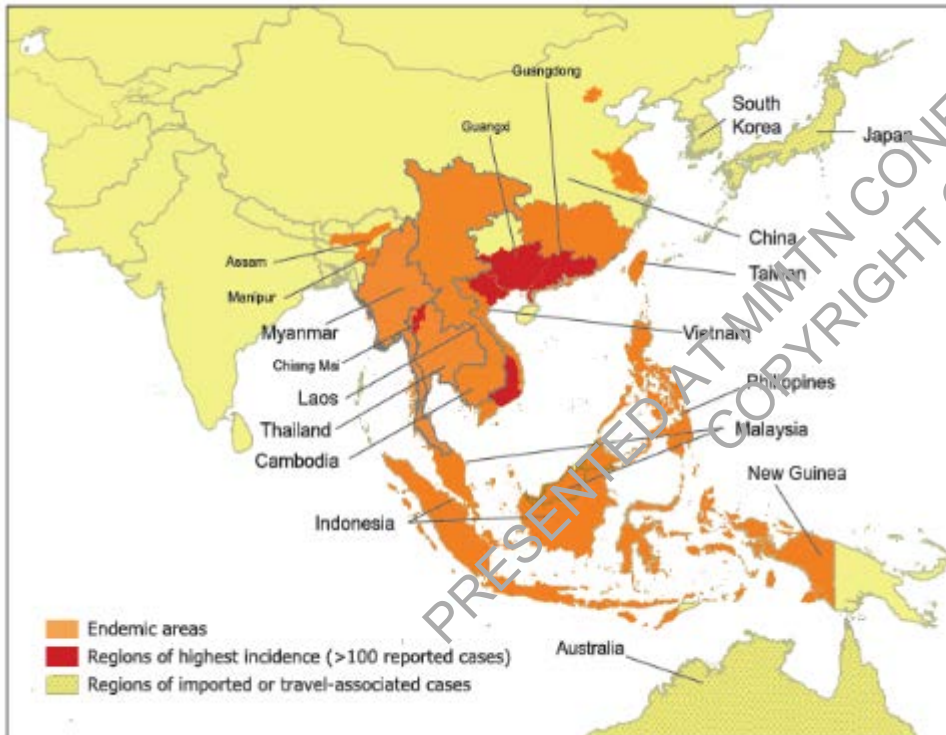 Guangdong
South
Korea
Japan
Guangxi
China
Assam
Taiwan
Manipur
Myanmar
Vietnam
Chiang Mai
Laos
Philippines
Thailand
Malaysia
Cambodia
New Guinea
Indonesia
Endemic areas
Regions of highest incidence (>100 reported cases)
Regions of imported or travel-associated cases
Australia
PRESENTED AT MMTN CONF
COPYRIGHT